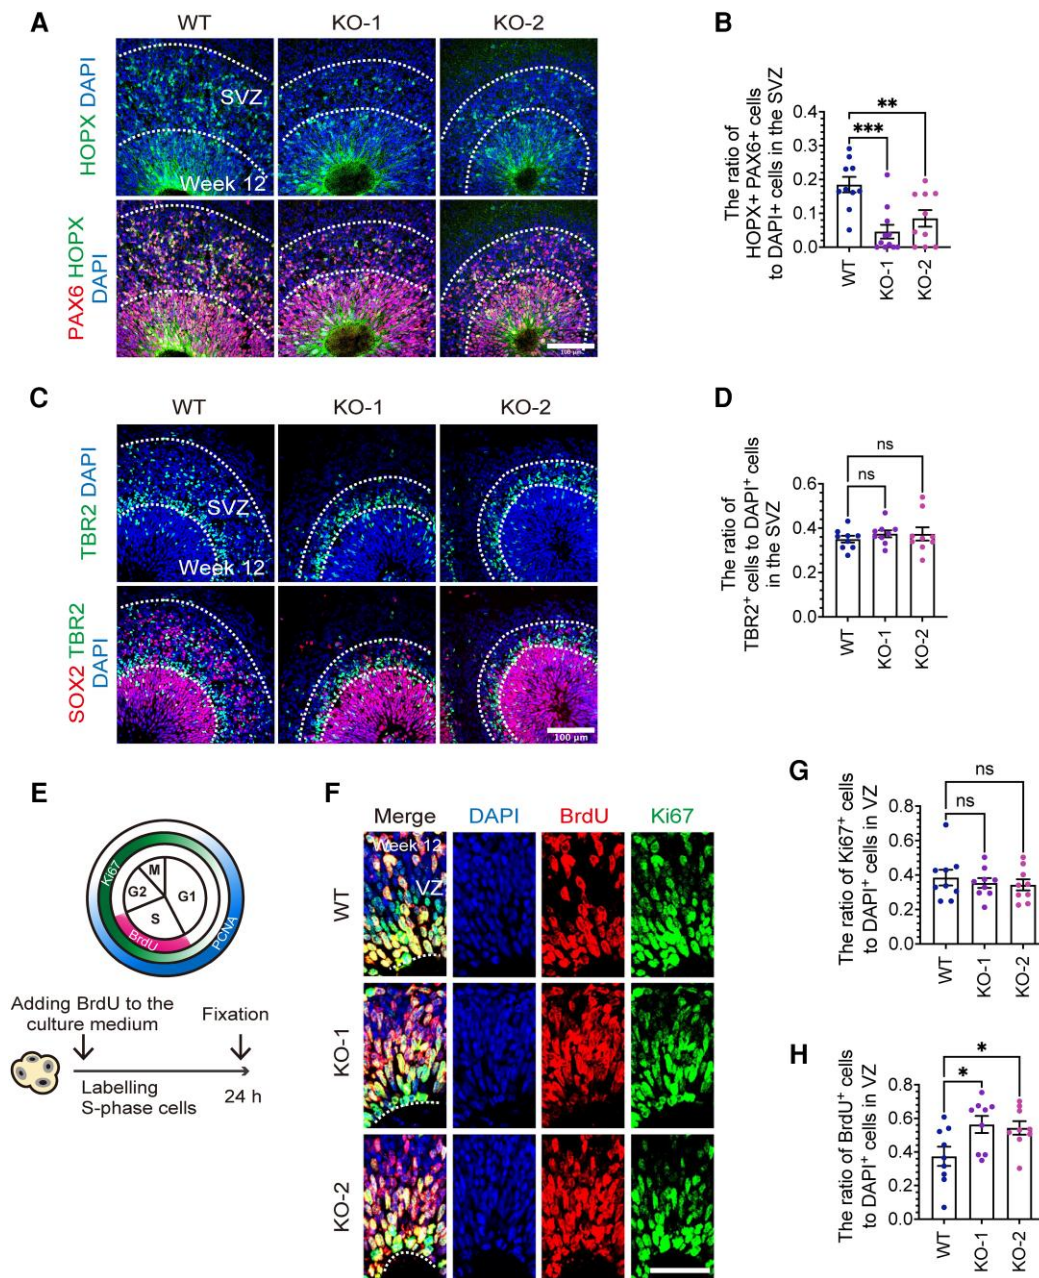 A
WT
KO-1
KO-2
HOPX DAPI
SVZ
Week 12
PAX6 HOPX
DAPI
100 μm
B
The ratio of
HOPX+ PAX6+ cells
to DAPI+ cells in the SVZ
**
***
0.4
0.3
0.2
0.1
0.0
WT
KO-1
KO-2
C
WT
KO-1
KO-2
TBR2 DAPI
SVZ
Week 12
SOX2 TBR2
DAPI
100 μm
D
The ratio of
TBR2⁺ cells to DAPI⁺ cells
in the SVZ
ns
ns
0.6
0.4
0.2
0.0
WT
KO-1
KO-2
E
Ki67
M
G2
G1
S
BrdU
PCNA
Adding BrdU to the
culture medium
Fixation
Labelling
S-phase cells
24 h
F
Merge
DAPI
BrdU
Ki67
Week 12
VZ
WT
KO-1
KO-2
G
The ratio of Ki67⁺ cells
to DAPI⁺ cells in VZ
ns
ns
0.8
0.6
0.4
0.2
0.0
WT
KO-1
KO-2
H
The ratio of BrdU⁺ cells
to DAPI⁺ cells in VZ
*
*
0.8
0.6
0.4
0.2
0.0
WT
KO-1
KO-2